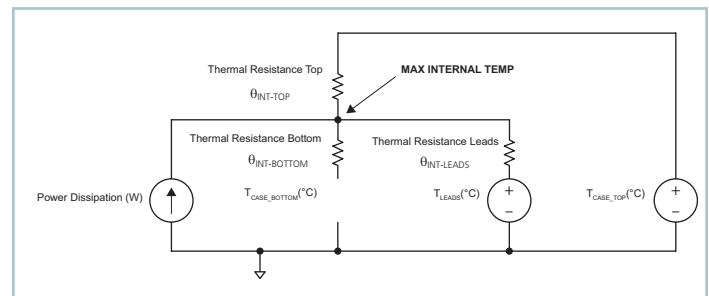 Thermal Resistance Top
MAX INTERNAL TEMP
θINT-TOP
Thermal Resistance Bottom
Thermal Resistance Leads
θINT-BOTTOM
θINT-LEADS
Power Dissipation (W)
TCASE_BOTTOM(°C)
TLEADS(°C)
TCASE_TOP(°C)
+
–
+
–